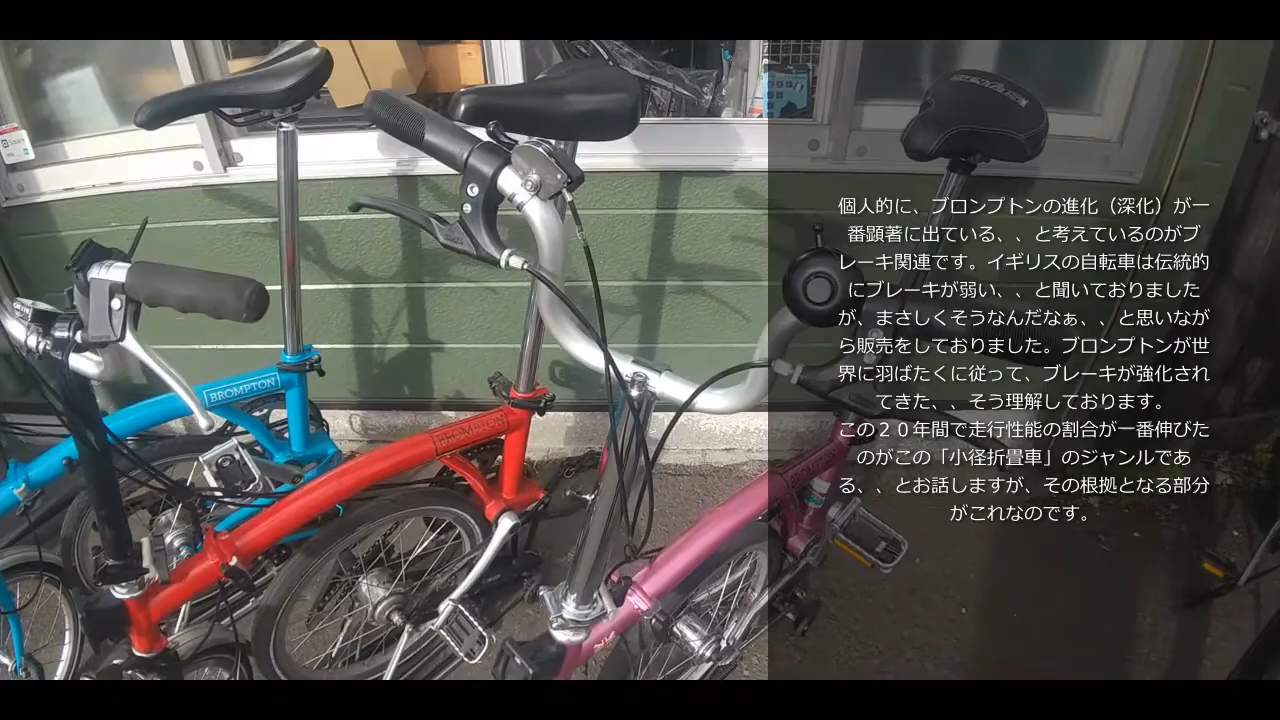 個人的に、ブロンプトンの進化（深化）が一
番顕著に出ている、、と考えているのがブ
レーキ関連です。イギリスの自転車は伝統的
にブレーキが弱い、、と聞いておりました
が、まさしくそうなんだなぁ、、と思いなが
ら販売をしておりました。ブロンプトンが世
界に羽ばたくに従って、ブレーキが強化され
てきた、、そう理解しております。
この２０年間で走行性能の割合が一番伸びた
のがこの「小径折畳車」のジャンルであ
る、、とお話しますが、その根拠となる部分
がこれなのです。
BROMPTON
BROMPTON